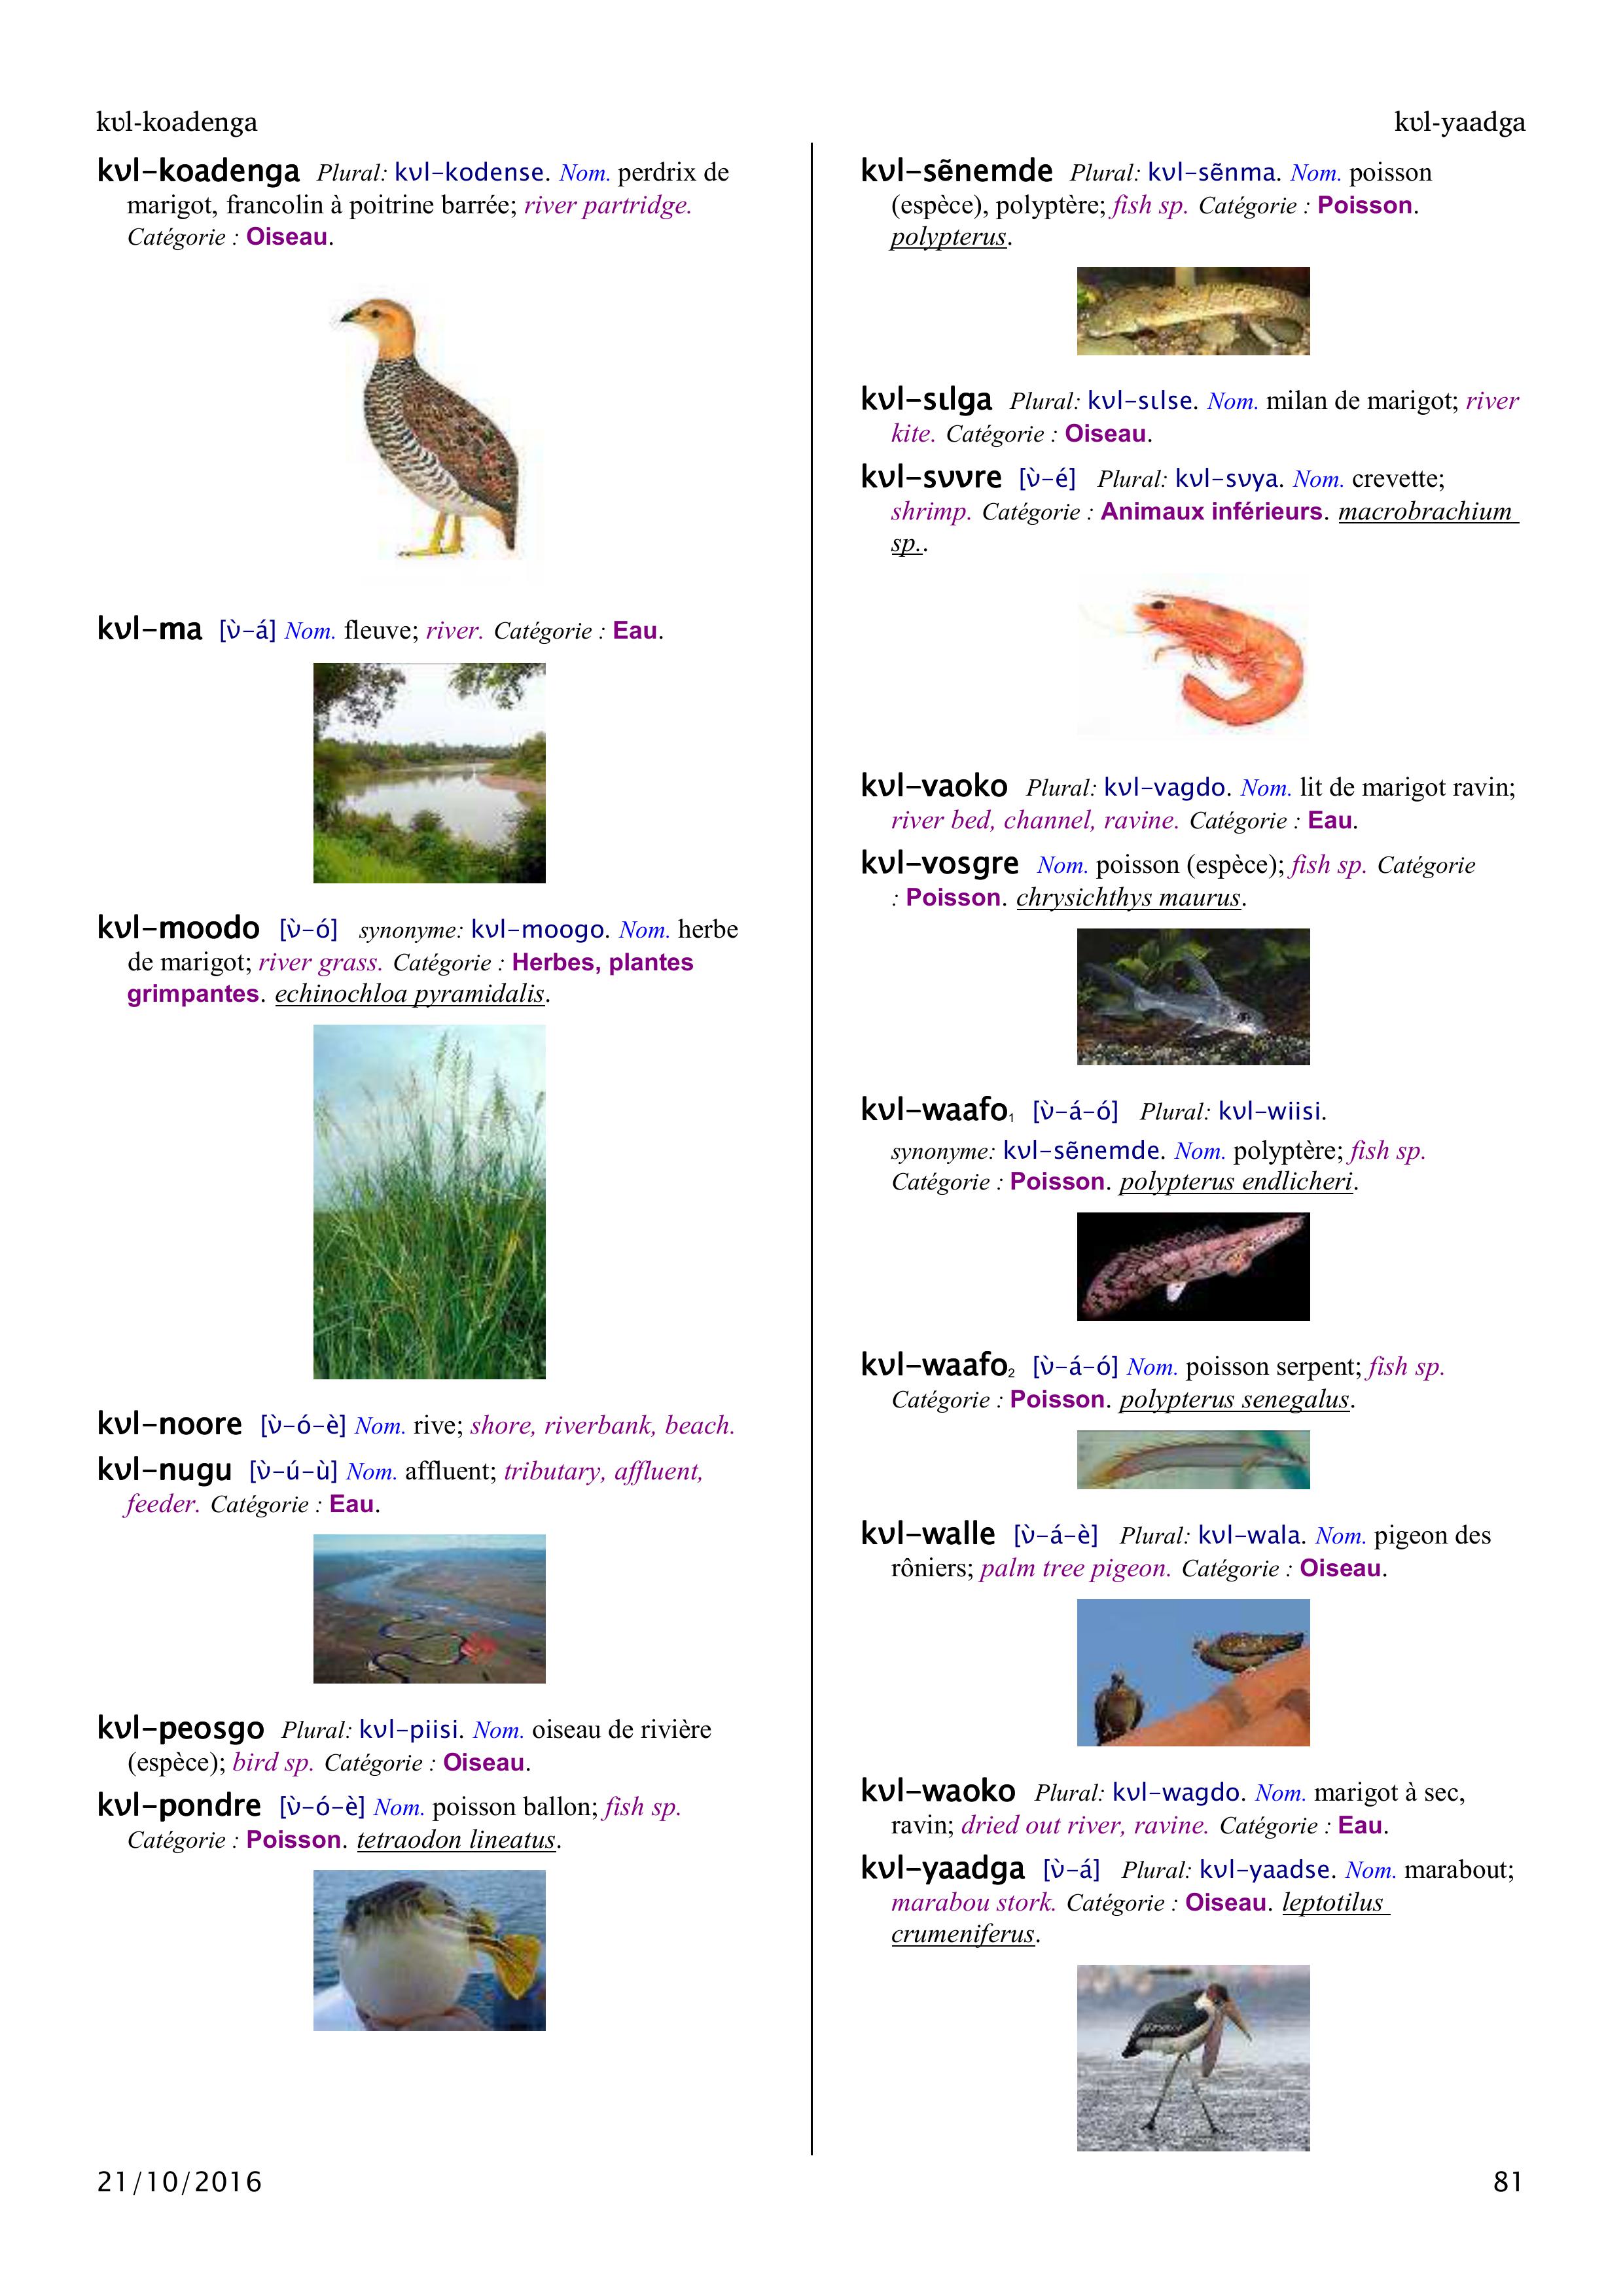 kʋl-koadenga
kʋl-yaadga
kʋl-koadenga Plural: kʋl-kodense. Nom. perdrix de
marigot, francolin à poitrine barrée; river partridge.
Catégorie : Oiseau.
kʋl-ma [ʋ̀-á] Nom. fleuve; river. Catégorie : Eau.
kʋl-moodo [ʋ̀-ó] synonyme: kʋl-moogo. Nom. herbe
de marigot; river grass. Catégorie : Herbes, plantes
grimpantes. echinochloa pyramidalis.
kʋl-noore [ʋ̀-ó-è] Nom. rive; shore, riverbank, beach.
kʋl-nugu [ʋ̀-ú-ù] Nom. affluent; tributary, affluent,
feeder. Catégorie : Eau.
kʋl-peosgo Plural: kʋl-piisi. Nom. oiseau de rivière
(espèce); bird sp. Catégorie : Oiseau.
kʋl-pondre [ʋ̀-ó-è] Nom. poisson ballon; fish sp.
Catégorie : Poisson. tetraodon lineatus.
kʋl-sẽnemde Plural: kʋl-sẽnma. Nom. poisson
(espèce), polyptère; fish sp. Catégorie : Poisson.
polypterus.
kʋl-sɩlga Plural: kʋl-sɩlse. Nom. milan de marigot; river
kite. Catégorie : Oiseau.
kʋl-sʋʋre [ʋ̀-é] Plural: kʋl-sʋya. Nom. crevette;
shrimp. Catégorie : Animaux inférieurs. macrobrachium
sp..
kʋl-vaoko Plural: kʋl-vagdo. Nom. lit de marigot ravin;
river bed, channel, ravine. Catégorie : Eau.
kʋl-vosgre Nom. poisson (espèce); fish sp. Catégorie
: Poisson. chrysichthys maurus.
kʋl-waafo₁ [ʋ̀-á-ó] Plural: kʋl-wiisi.
synonyme: kʋl-sẽnemde. Nom. polyptère; fish sp.
Catégorie : Poisson. polypterus endlicheri.
kʋl-waafo₂ [ʋ̀-á-ó] Nom. poisson serpent; fish sp.
Catégorie : Poisson. polypterus senegalus.
kʋl-walle [ʋ̀-á-è] Plural: kʋl-wala. Nom. pigeon des
rôniers; palm tree pigeon. Catégorie : Oiseau.
kʋl-waoko Plural: kʋl-wagdo. Nom. marigot à sec,
ravin; dried out river, ravine. Catégorie : Eau.
kʋl-yaadga [ʋ̀-á] Plural: kʋl-yaadse. Nom. marabout;
marabou stork. Catégorie : Oiseau. leptotilus
crumeniferus.
21/10/2016
81